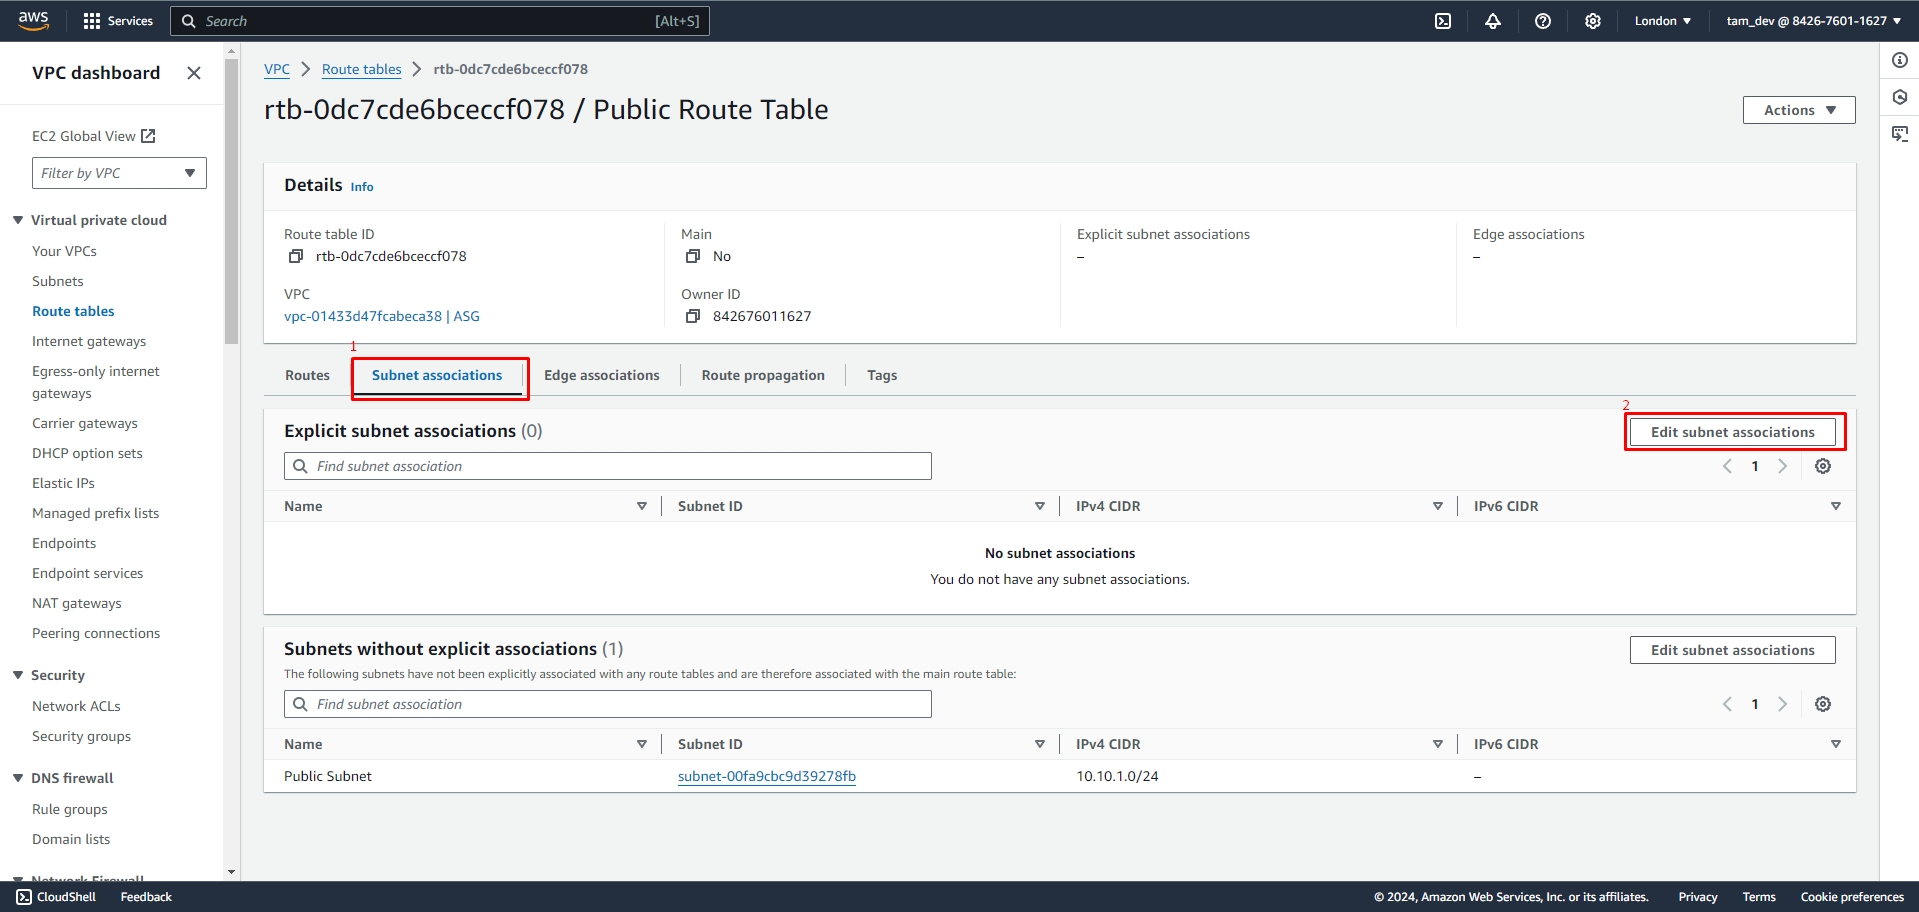 aws
Services
Search
[Alt+S]
London
tam_dev @ 8426-7601-1627
VPC dashboard
EC2 Global View
Filter by VPC
Virtual private cloud
Your VPCs
Subnets
Route tables
Internet gateways
Egress-only internet
gateways
Carrier gateways
DHCP option sets
Elastic IPs
Managed prefix lists
Endpoints
Endpoint services
NAT gateways
Peering connections
Security
Network ACLs
Security groups
DNS firewall
Rule groups
Domain lists
Network Firewall
VPC
Route tables
rtb-0dc7cde6bceccf078
rtb-0dc7cde6bceccf078 / Public Route Table
Actions
Details Info
Route table ID
rtb-0dc7cde6bceccf078
Main
No
Explicit subnet associations
–
Edge associations
–
VPC
vpc-01433d47fcabeca38 | ASG
Owner ID
842676011627
1
Routes
Subnet associations
Edge associations
Route propagation
Tags
2
Explicit subnet associations (0)
Edit subnet associations
Find subnet association
1
Name
Subnet ID
IPv4 CIDR
IPv6 CIDR
No subnet associations
You do not have any subnet associations.
Subnets without explicit associations (1)
Edit subnet associations
The following subnets have not been explicitly associated with any route tables and are therefore associated with the main route table:
Find subnet association
1
Name
Subnet ID
IPv4 CIDR
IPv6 CIDR
Public Subnet
subnet-00fa9cbc9d39278fb
10.10.1.0/24
–
CloudShell
Feedback
© 2024, Amazon Web Services, Inc. or its affiliates.
Privacy
Terms
Cookie preferences